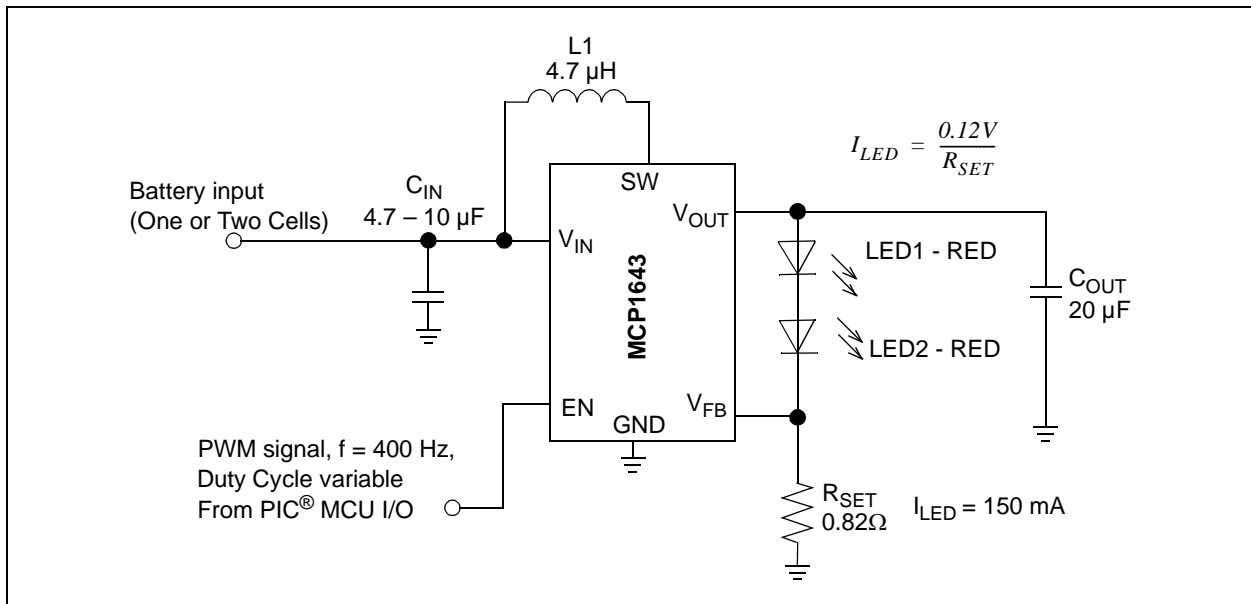 L1
4.7 µH
I_LED = 0.12V / R_SET
Battery input
(One or Two Cells)
C_IN
4.7 – 10 µF
SW
V_IN
V_OUT
MCP1643
LED1 - RED
LED2 - RED
C_OUT
20 µF
EN
V_FB
GND
PWM signal, f = 400 Hz,
Duty Cycle variable
From PIC® MCU I/O
R_SET
0.82Ω
I_LED = 150 mA